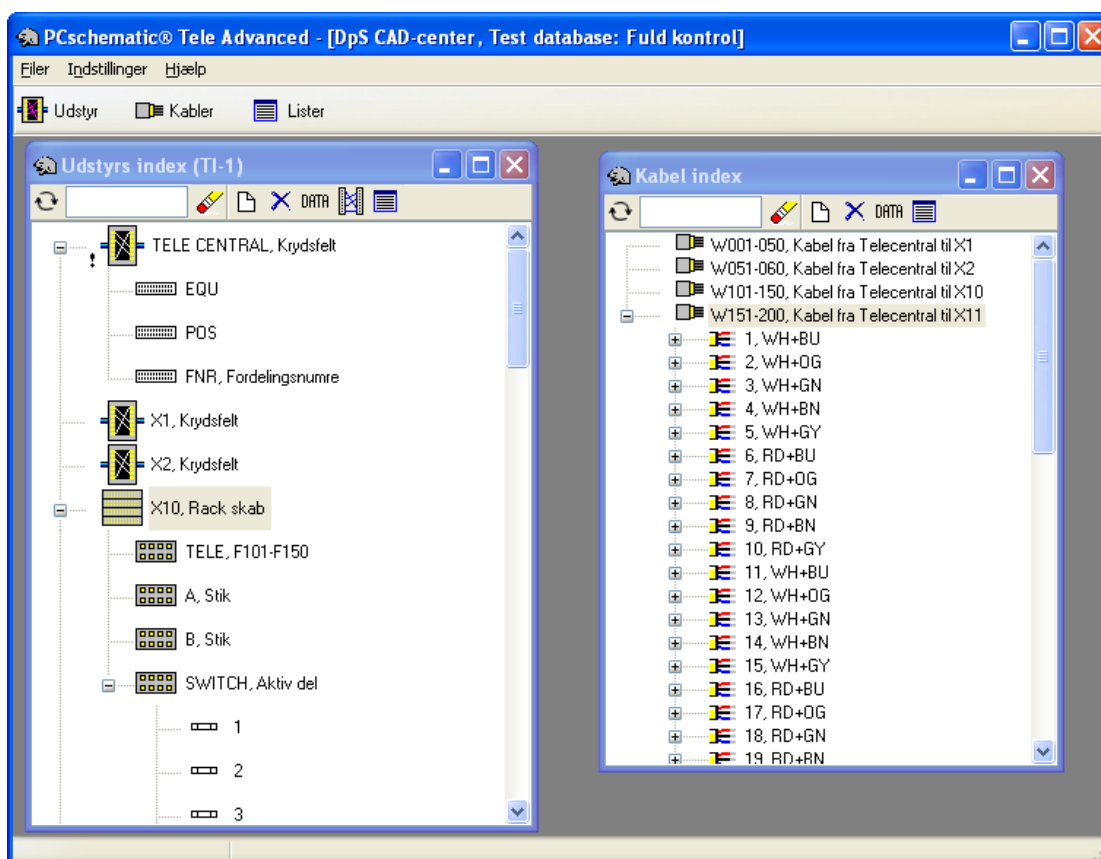 PCschematic® Tele Advanced - [DpS CAD-center, Test database: Fuld kontrol]
Filer Indstillinger Hjælp
Udstyr Kabler Lister
Udstyrs index (TI-1)
DATA
TELE CENTRAL, Krydsfelt
EQU
POS
FNR, Fordelingsnumre
X1, Krydsfelt
X2, Krydsfelt
X10, Rack skab
TELE, F101-F150
A, Stik
B, Stik
SWITCH, Aktiv del
1
2
3
Kabel index
DATA
W001-050, Kabel fra Telecentral til X1
W051-060, Kabel fra Telecentral til X2
W101-150, Kabel fra Telecentral til X10
W151-200, Kabel fra Telecentral til X11
1, WH+BU
2, WH+OG
3, WH+GN
4, WH+BN
5, WH+GY
6, RD+BU
7, RD+OG
8, RD+GN
9, RD+BN
10, RD+GY
11, WH+BU
12, WH+OG
13, WH+GN
14, WH+BN
15, WH+GY
16, RD+BU
17, RD+OG
18, RD+GN
19, RD+BN